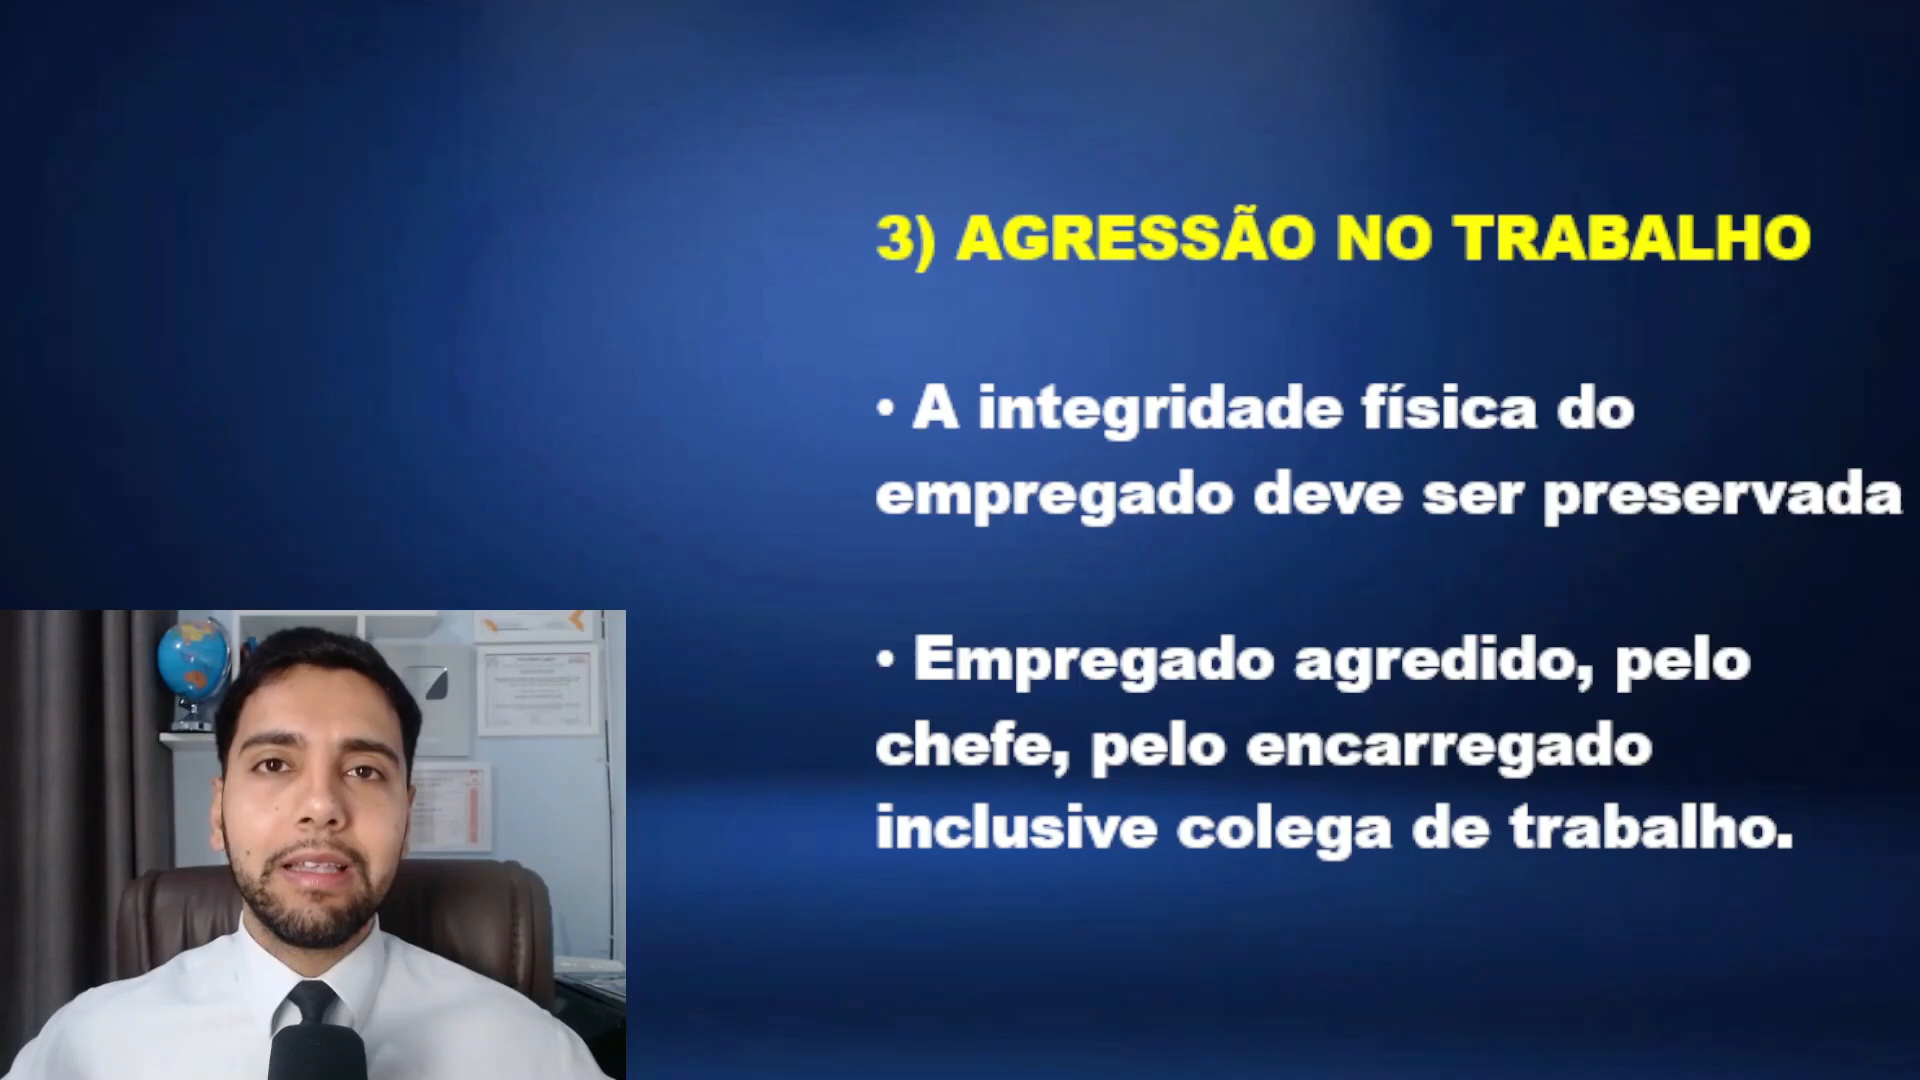 3) AGRESSÃO NO TRABALHO
• A integridade física do
empregado deve ser preservada
• Empregado agredido, pelo
chefe, pelo encarregado
inclusive colega de trabalho.